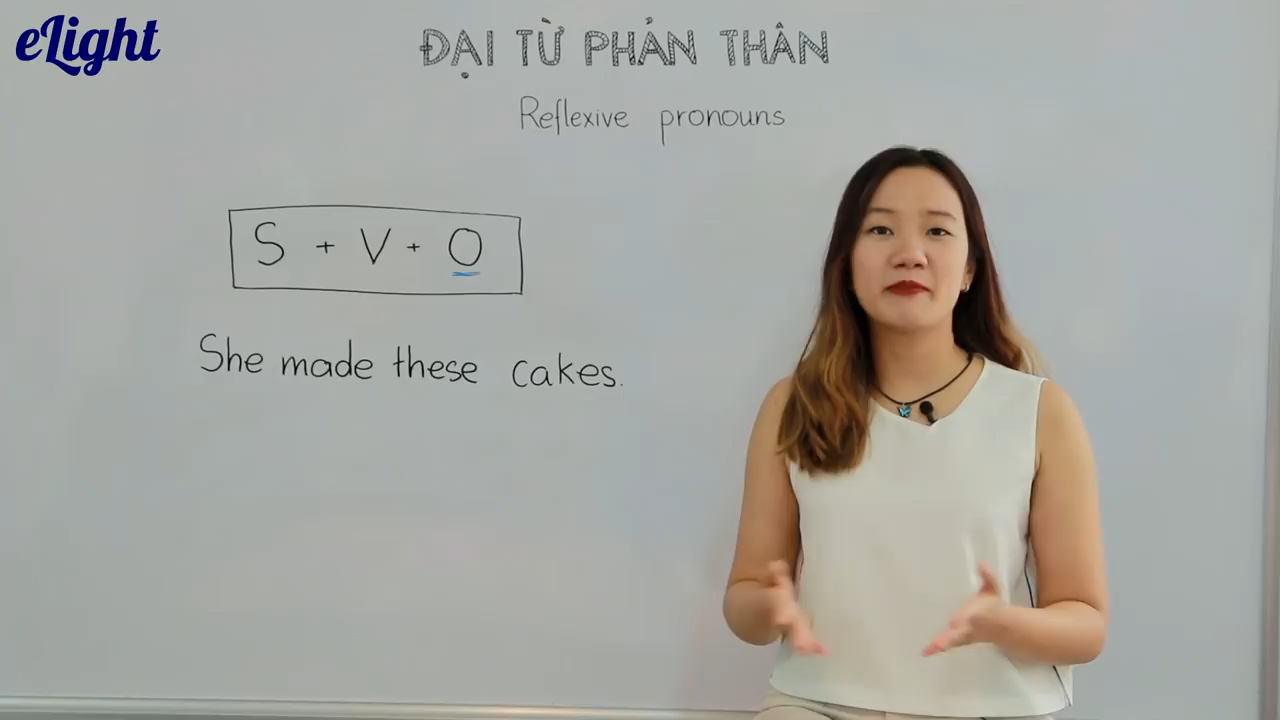 eLight
ĐẠI TỪ PHẢN THÂN
Reflexive pronouns
S + V + O
She made these cakes.